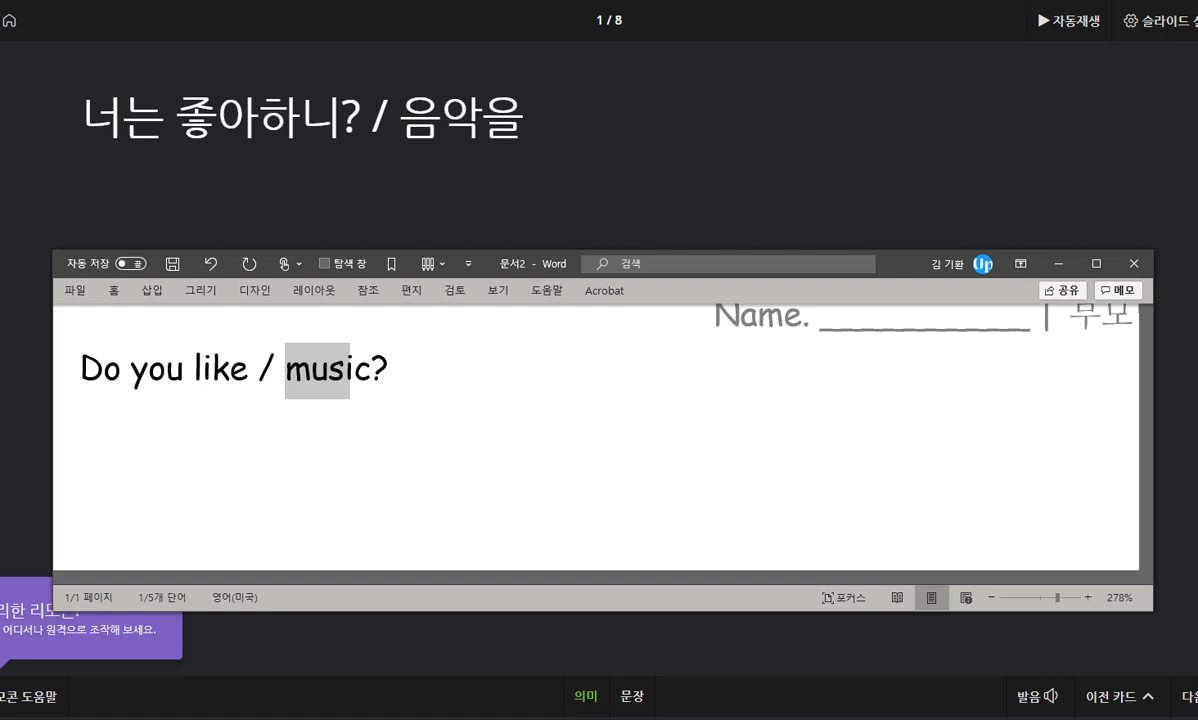 1 / 8
자동재생
슬라이드
너는 좋아하니? / 음악을
자동 저장 끔
탐색 창
문서2 - Word
검색
김 기환
Up
파일 홈 삽입 그리기 디자인 레이아웃 참조 편지 검토 보기 도움말 Acrobat
공유 메모
Name. ____________ | 부모
Do you like / music?
1/1 페이지 1/5개 단어 영어(미국)
포커스
278%
어디서나 원격으로 조작해 보세요.
도움말
의미 문장
발음
이전 카드